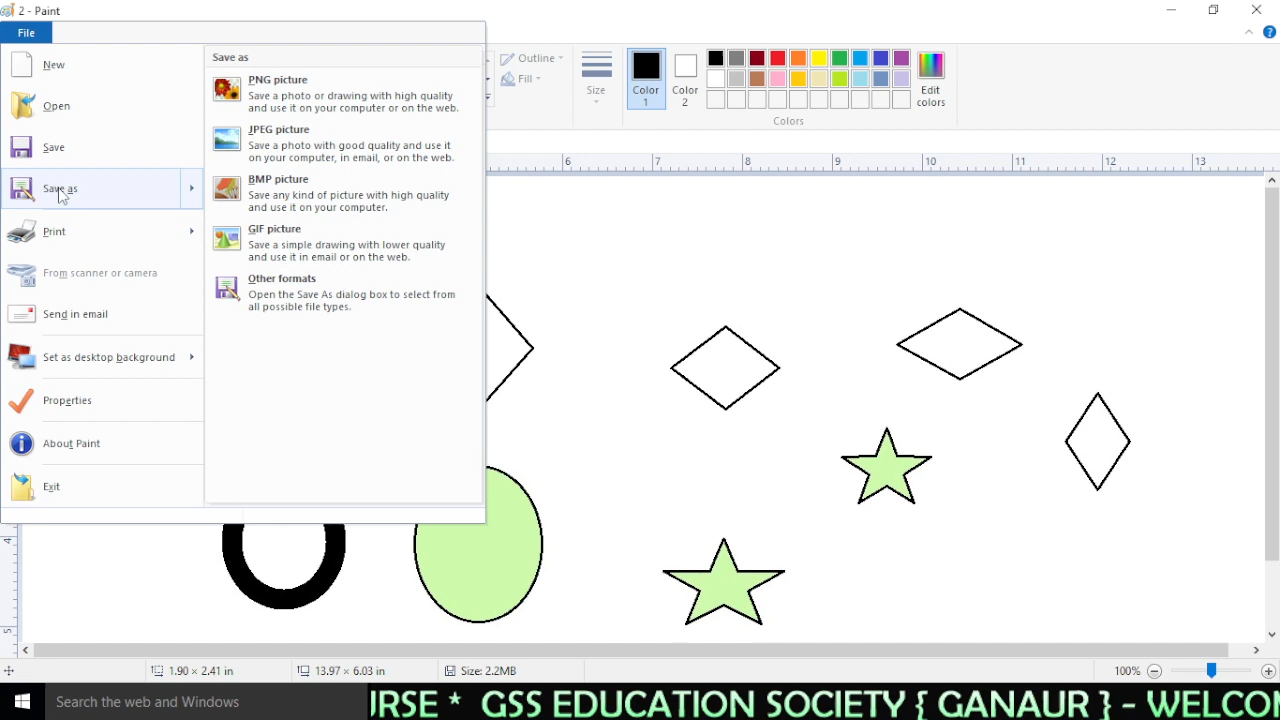 2 - Paint
File
New
Open
Save
Save as
Print
From scanner or camera
Send in email
Set as desktop background
Properties
About Paint
Exit
Save as
PNG picture
Save a photo or drawing with high quality
and use it on your computer or on the web.
JPEG picture
Save a photo with good quality and use it
on your computer, in email, or on the web.
BMP picture
Save any kind of picture with high quality
and use it on your computer.
GIF picture
Save a simple drawing with lower quality
and use it in email or on the web.
Other formats
Open the Save As dialog box to select from
all possible file types.
Outline
Fill
Size
Color
1
Color
2
Edit
colors
Colors
6 7 8 9 10 11 12 13
4
5
1.90 × 2.41 in
13.97 × 6.03 in
Size: 2.2MB
100%
Search the web and Windows
IRSE * GSS EDUCATION SOCIETY { GANAUR } - WELCO